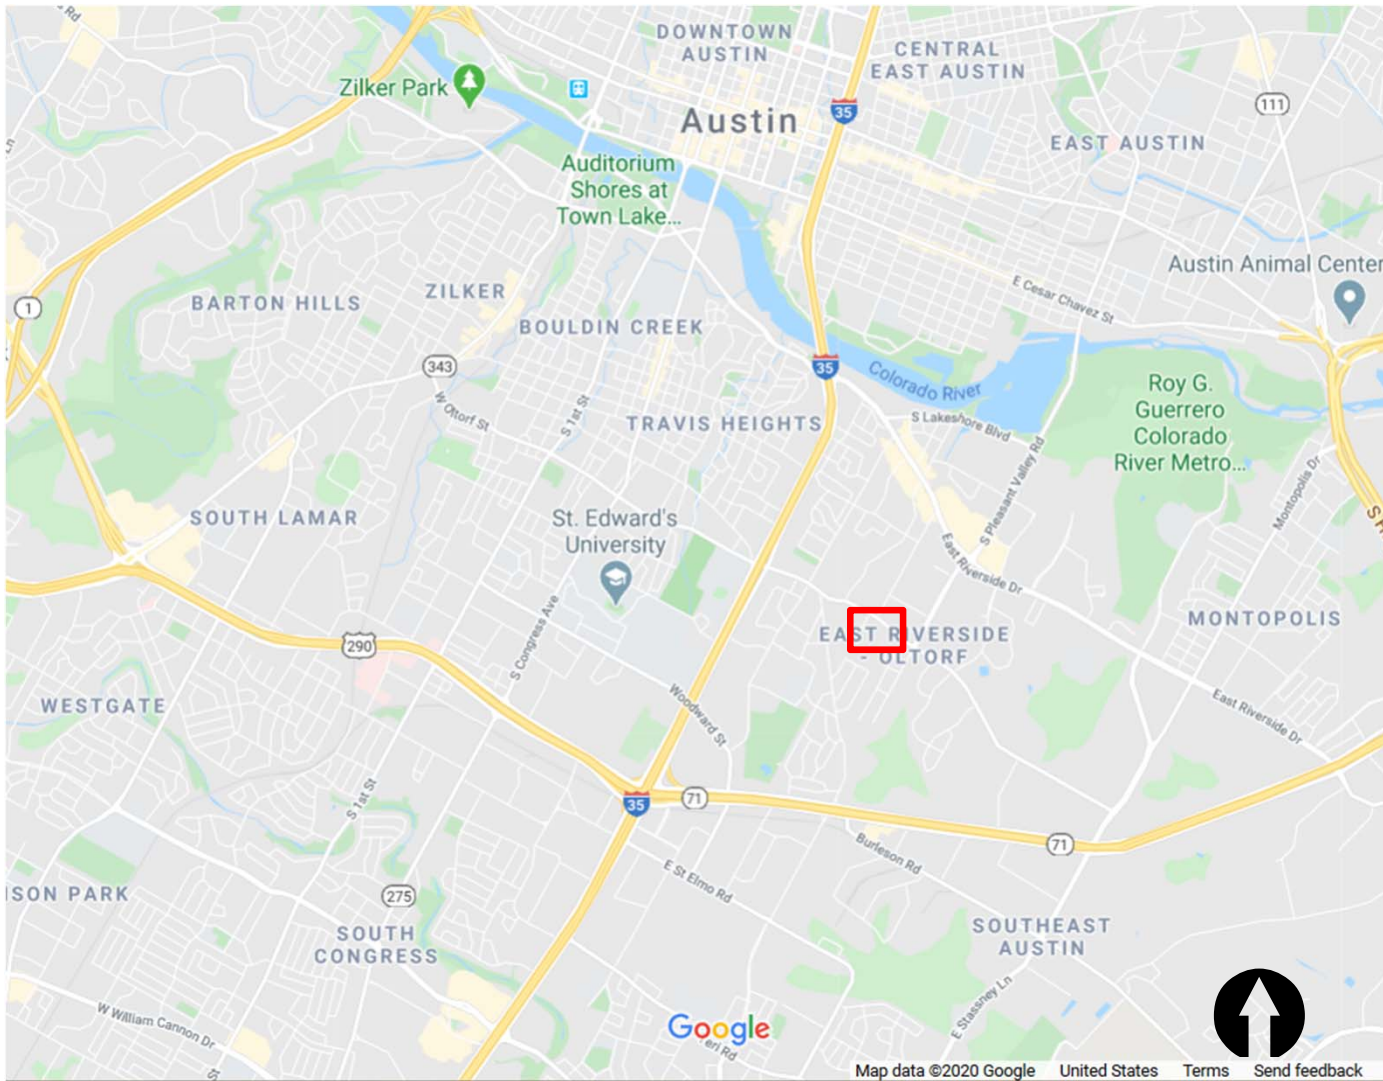 Rd
DOWNTOWN
AUSTIN
CENTRAL
EAST AUSTIN
Zilker Park
111
Austin
35
EAST AUSTIN
Auditorium
Shores at
Town Lake...
Austin Animal Center
BARTON HILLS
ZILKER
E Cesar Chavez St
1
BOULDIN CREEK
343
35
Colorado River
Roy G.
Guerrero
Colorado
River Metro...
W Oltorf St
S 1st St
TRAVIS HEIGHTS
S Lakeshore Blvd
S Pleasant Valley Rd
Montopolis Dr
SOUTH LAMAR
St. Edward's
University
East Riverside Dr
S Congress Ave
MONTOPOLIS
EAST RIVERSIDE
- OLTORF
290
WESTGATE
Woodward St
East Riverside Dr
S 1st St
35
71
71
Burleson Rd
E St Elmo Rd
ISON PARK
275
SOUTH
CONGRESS
SOUTHEAST
AUSTIN
E Stassney Ln
W William Cannon Dr
Google
eri Rd
Map data ©2020 Google United States Terms Send feedback